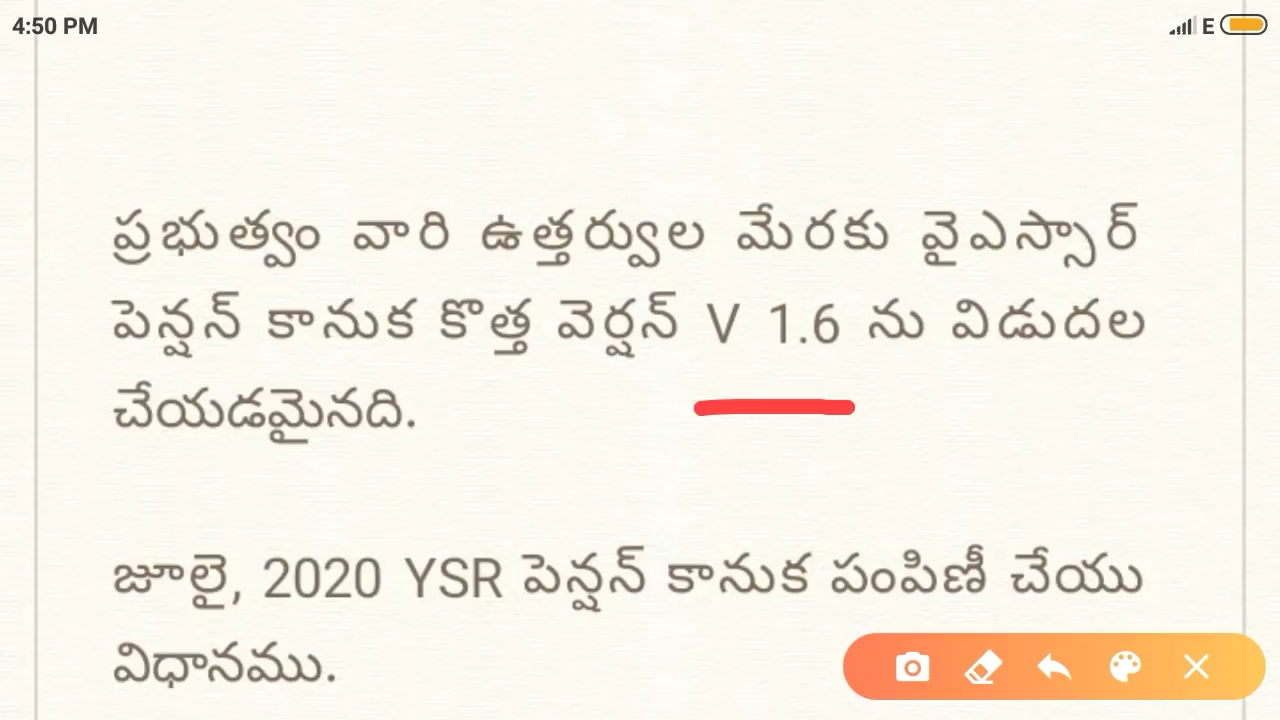 4:50 PM E
ప్రభుత్వం వారి ఉత్తర్వుల మేరకు వైఎస్సార్
పెన్షన్ కానుక కొత్త వెర్షన్ V 1.6 ను విడుదల
చేయడమైనది.
జూలై, 2020 YSR పెన్షన్ కానుక పంపిణీ చేయు
విధానము.